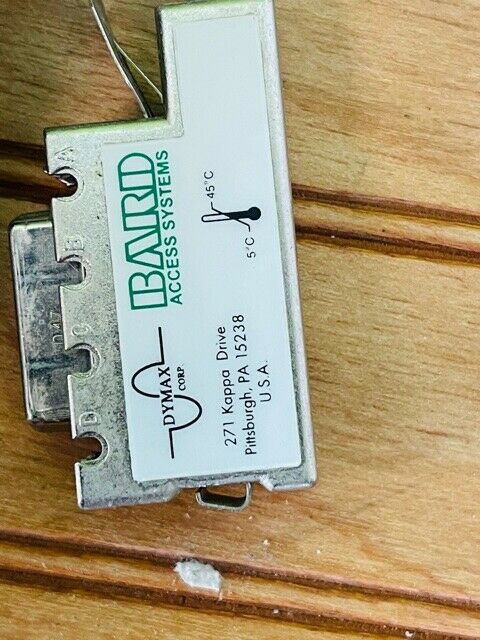 BARD
ACCESS SYSTEMS
45°C
5°C
DYMAX
CORP.
271 Kappa Drive
Pittsburgh, PA 15238
U.S.A.
A
B
C
D